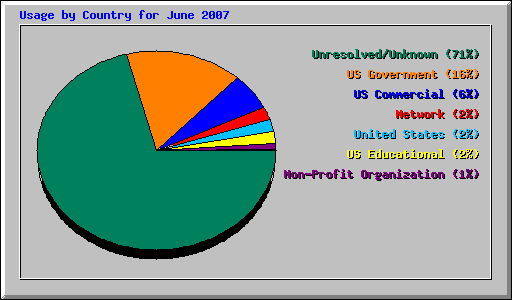 Usage by Country for June 2007
Unresolved/Unknown (71%)
US Government (16%)
US Commercial (6%)
Network (2%)
United States (2%)
US Educational (2%)
Non-Profit Organization (1%)